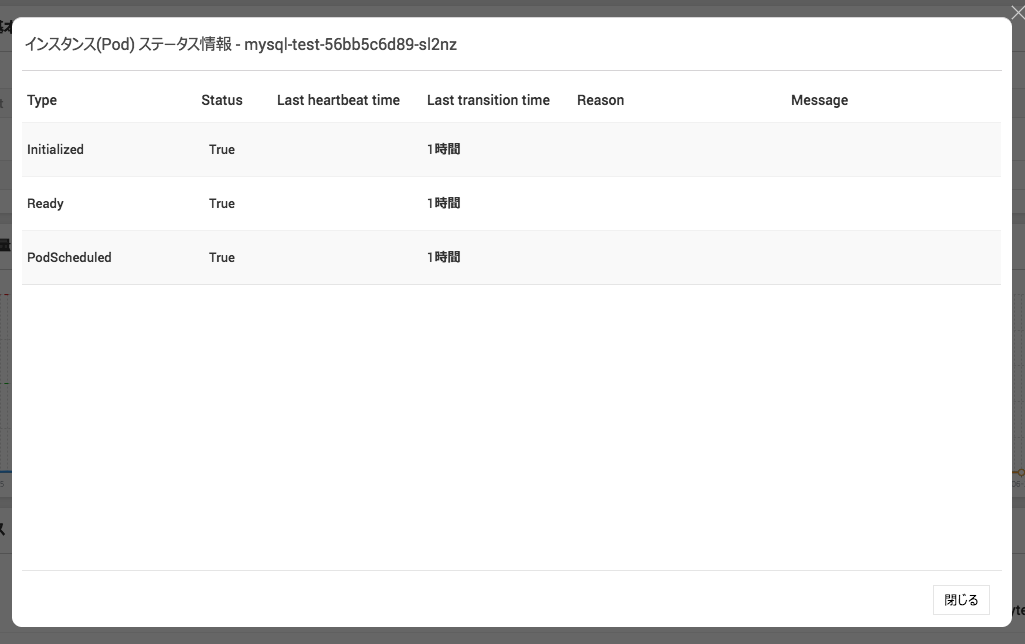 インスタンス(Pod) ステータス情報 - mysql-test-56bb5c6d89-sl2nz
Type Status Last heartbeat time Last transition time Reason Message
Initialized True 1時間
Ready True 1時間
PodScheduled True 1時間
閉じる